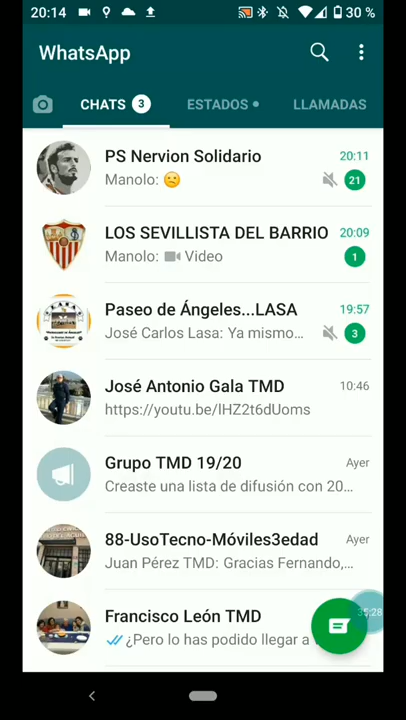 20:14 30 %
WhatsApp
CHATS 3 ESTADOS LLAMADAS
PS Nervion Solidario 20:11
Manolo: ☹️ 21
LOS SEVILLISTA DEL BARRIO 20:09
Manolo: Video 1
Paseo de Ángeles...LASA 19:57
José Carlos Lasa: Ya mismo... 3
José Antonio Gala TMD 10:46
https://youtu.be/lHZ2t6dUoms
Grupo TMD 19/20 Ayer
Creaste una lista de difusión con 20...
88-UsoTecno-Móviles3edad Ayer
Juan Pérez TMD: Gracias Fernando,...
Francisco León TMD 35:28
¿Pero lo has podido llegar a